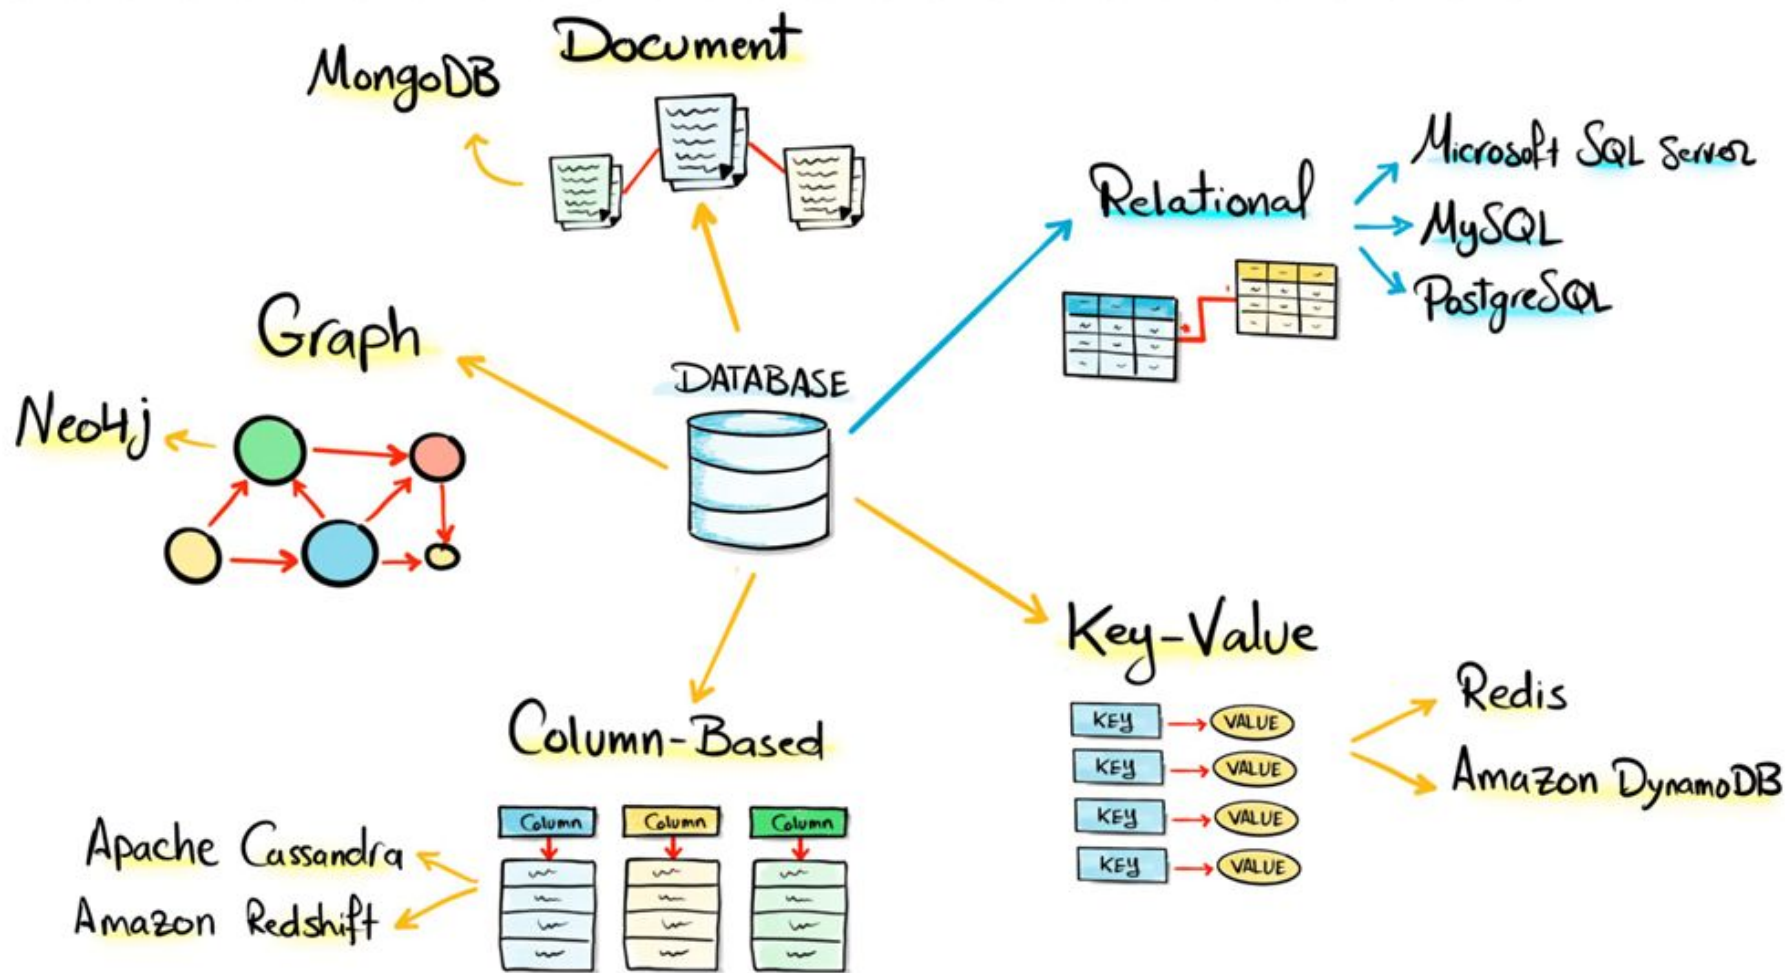 Document
MongoDB
Relational
Microsoft SQL Server
MySQL
PostgreSQL
Graph
Neo4j
DATABASE
Key-Value
KEY VALUE
KEY VALUE
KEY VALUE
KEY VALUE
Redis
Amazon DynamoDB
Column-Based
Column Column Column
Apache Cassandra
Amazon Redshift